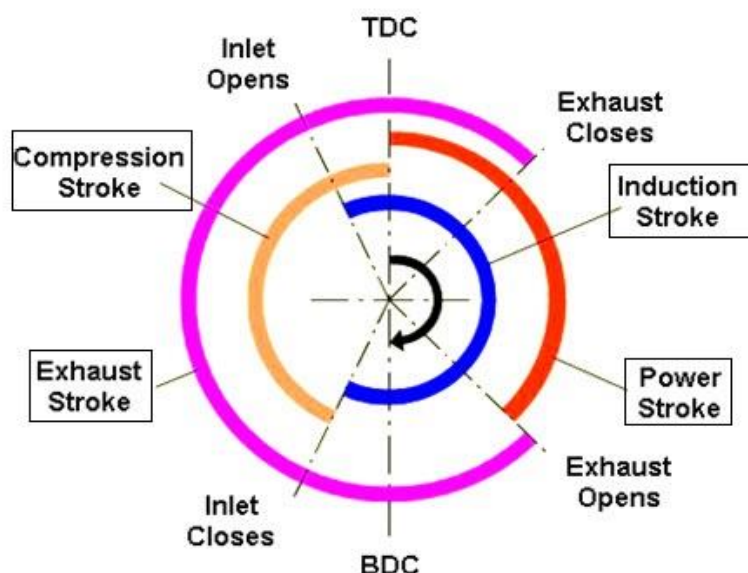 TDC
Inlet
Opens
Exhaust
Closes
Compression
Stroke
Induction
Stroke
Exhaust
Stroke
Power
Stroke
Inlet
Closes
Exhaust
Opens
BDC